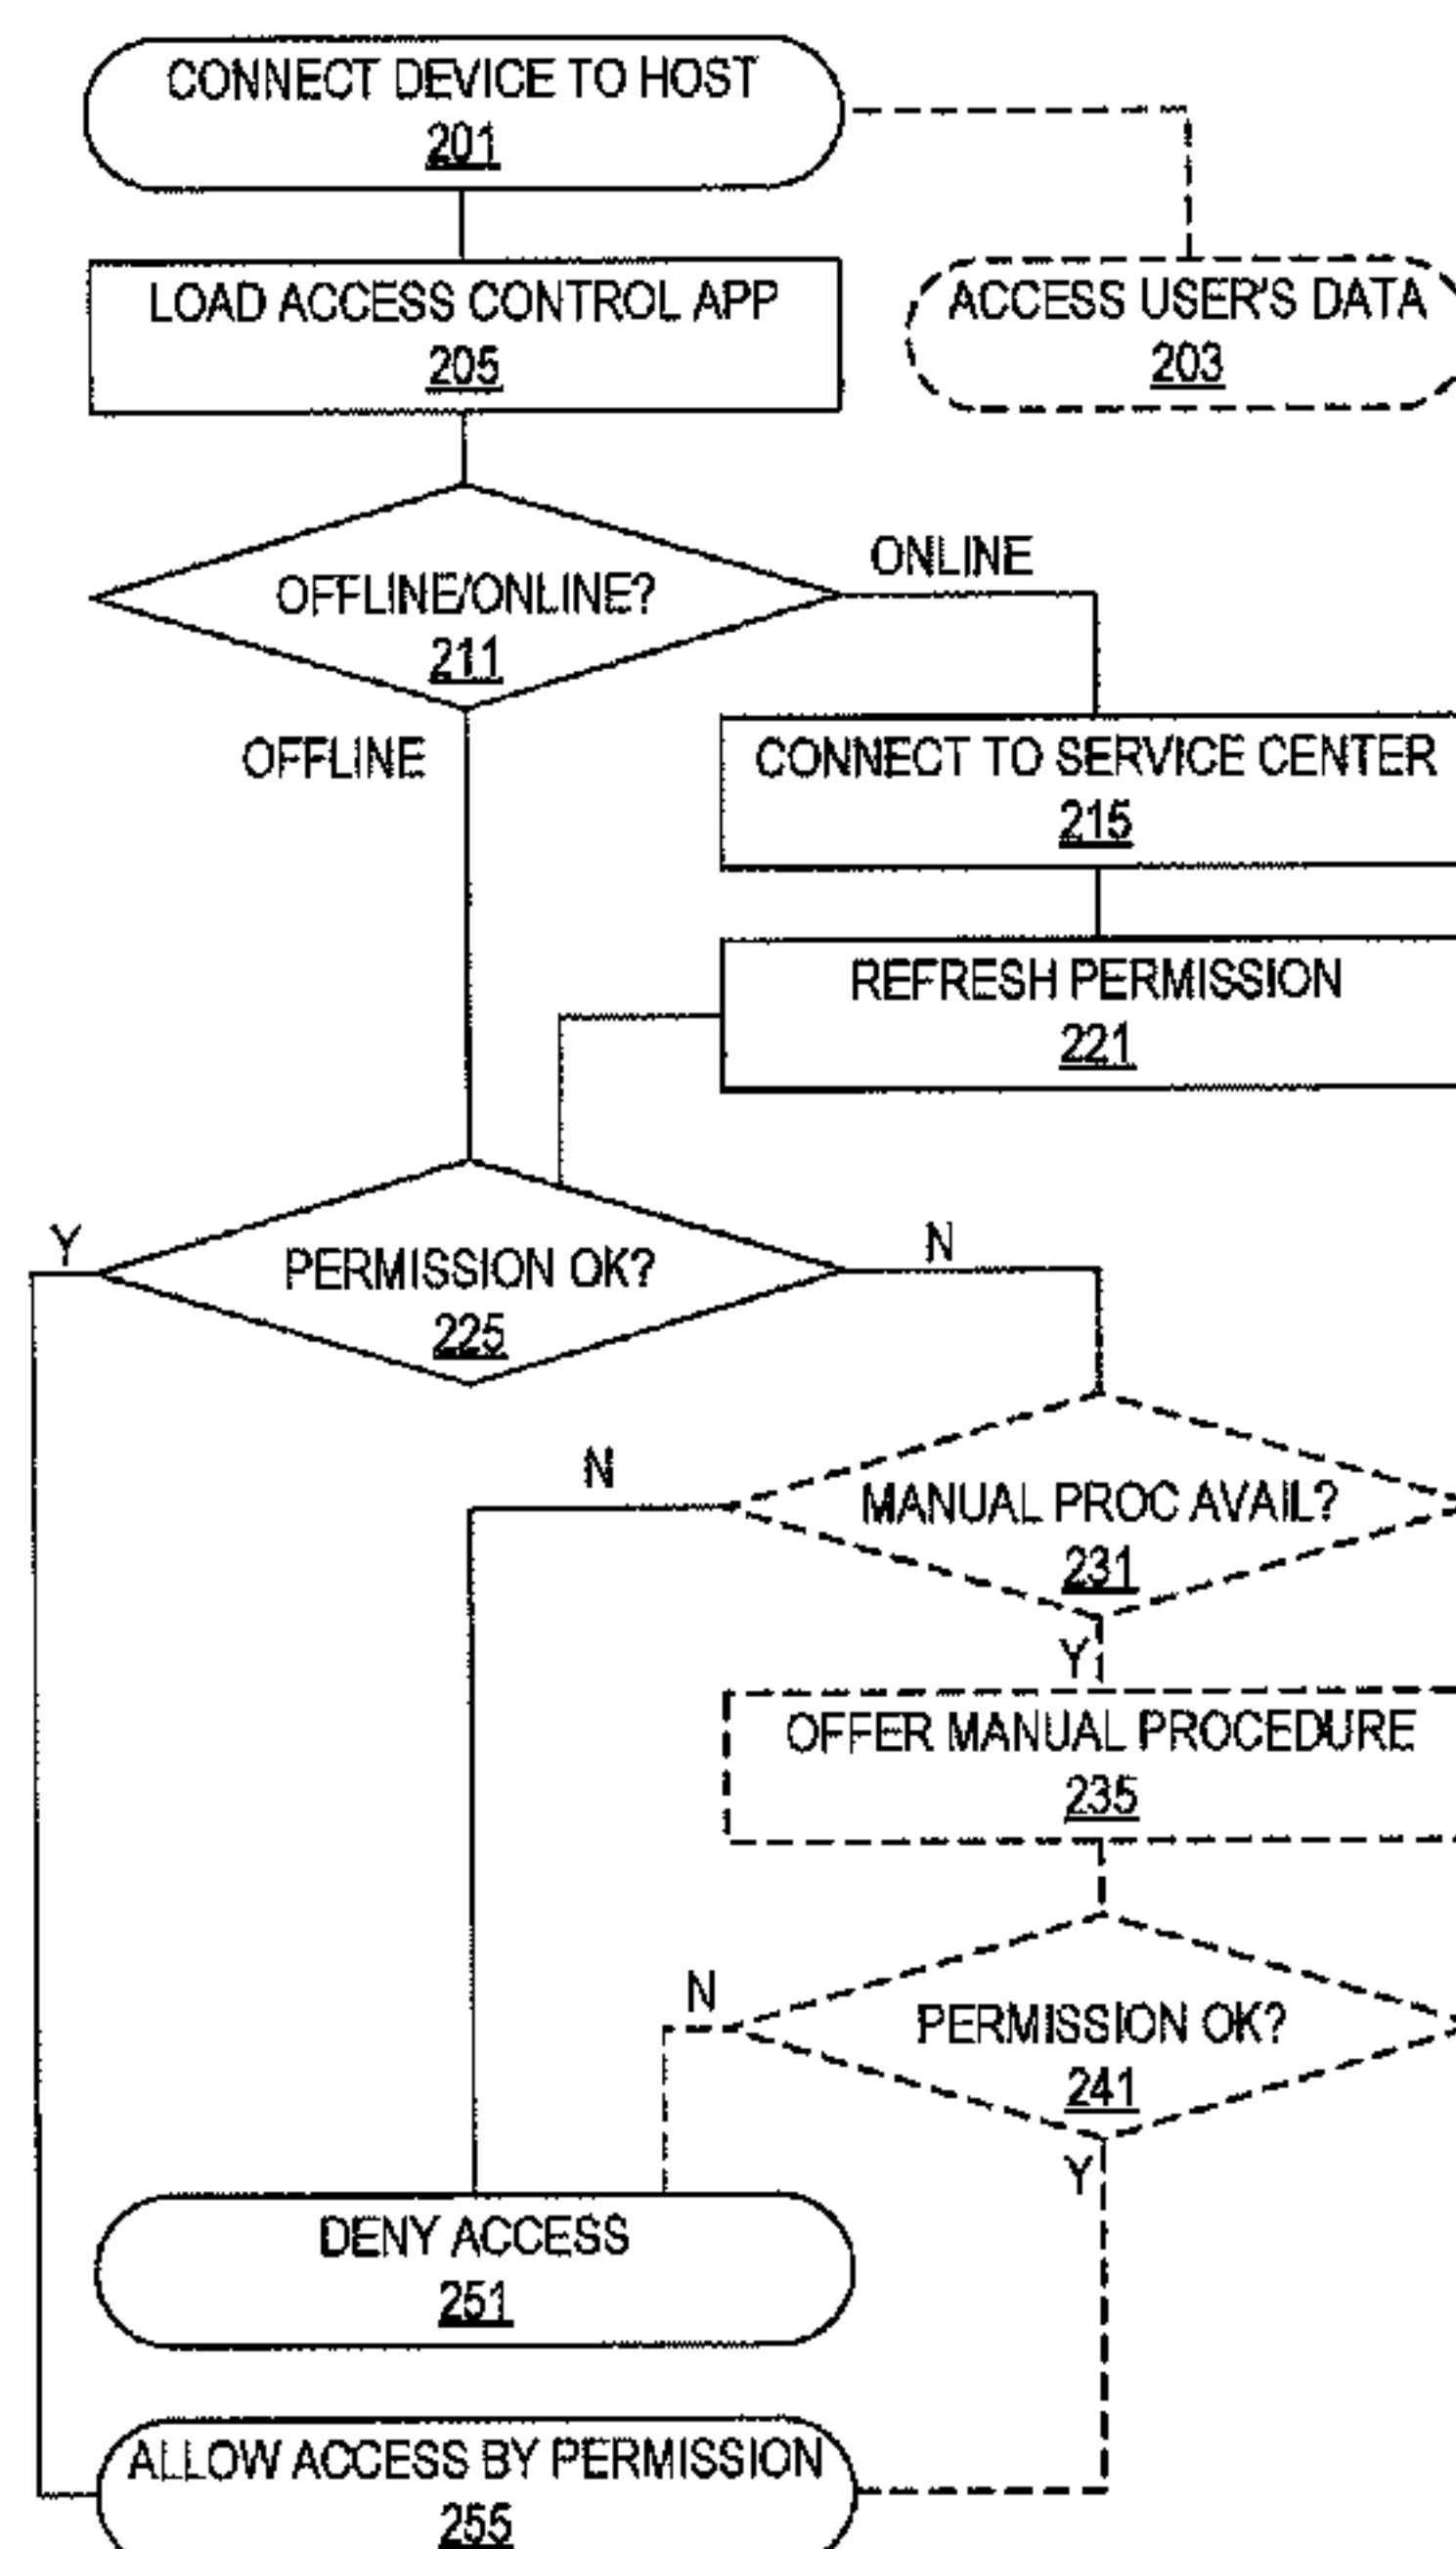 CONNECT DEVICE TO HOST
201
LOAD ACCESS CONTROL APP
205
ACCESS USER'S DATA
203
OFFLINE/ONLINE?
211
ONLINE
OFFLINE
CONNECT TO SERVICE CENTER
215
REFRESH PERMISSION
221
Y
PERMISSION OK?
225
N
N
MANUAL PROC AVAIL?
231
Y
OFFER MANUAL PROCEDURE
235
N
PERMISSION OK?
241
Y
DENY ACCESS
251
ALLOW ACCESS BY PERMISSION
255